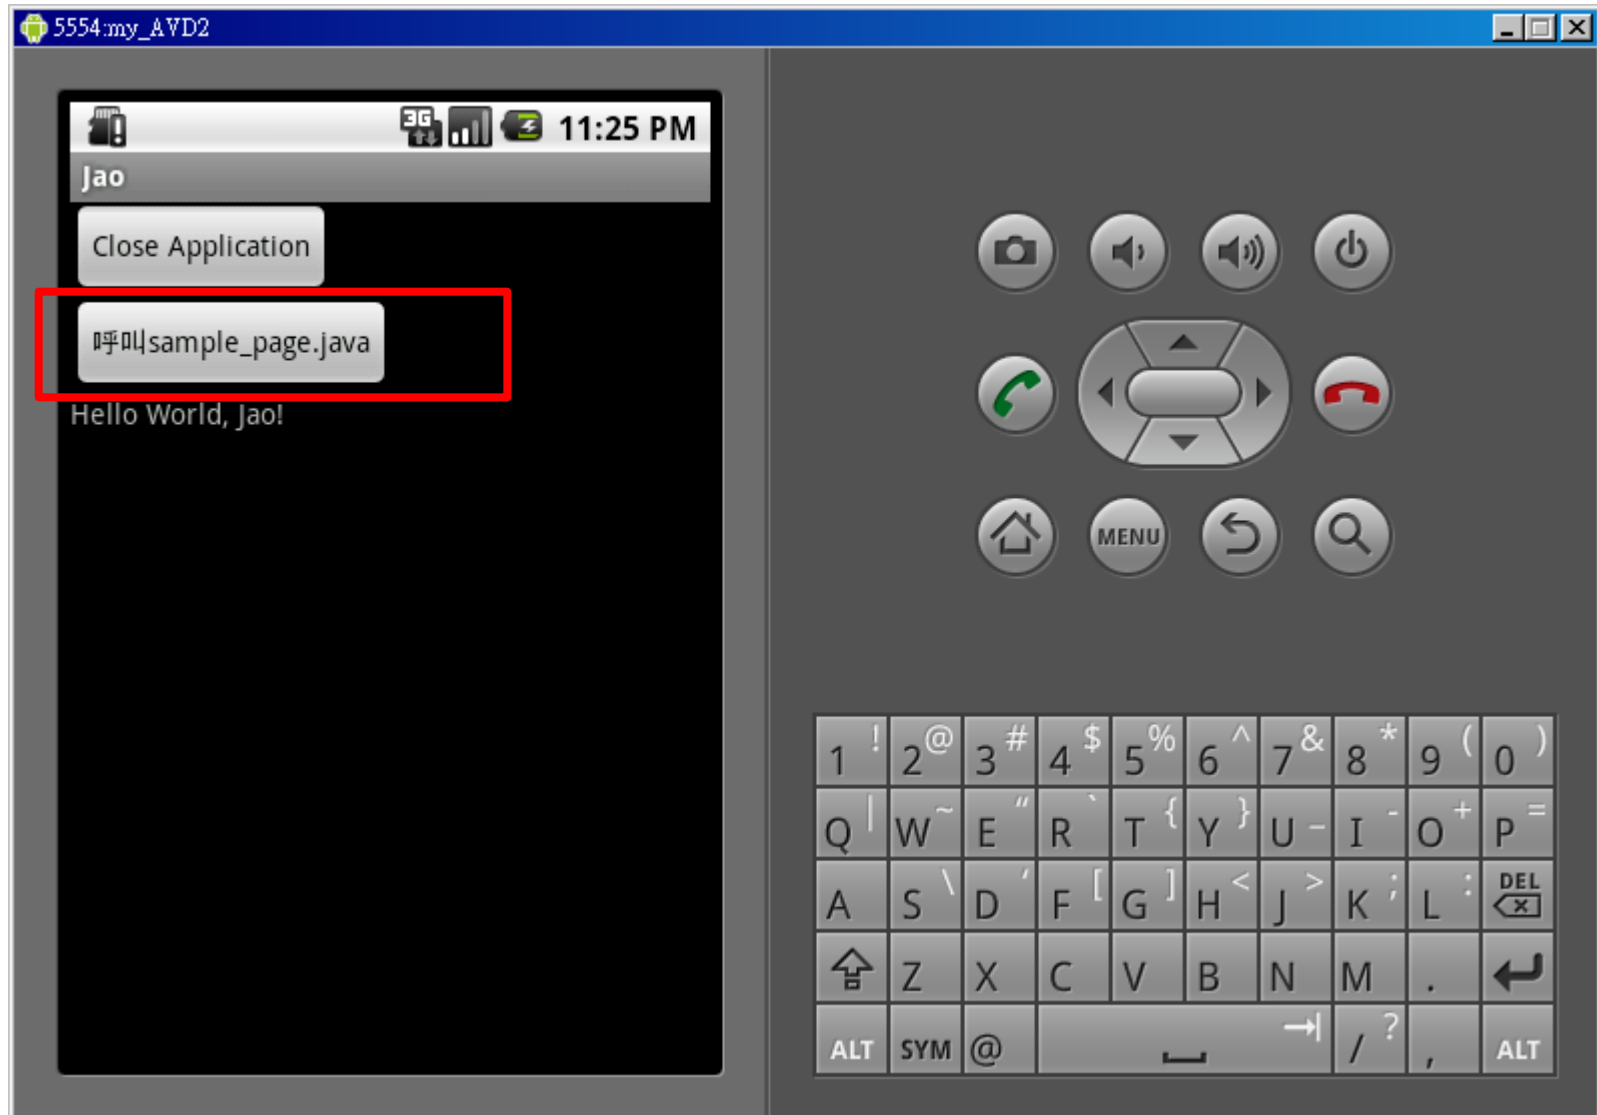 5554:my_AVD2
3G 11:25 PM
Jao
Close Application
呼叫sample_page.java
Hello World, Jao!
MENU
1 ! 2 @ 3 # 4 $ 5 % 6 ^ 7 & 8 * 9 ( 0 )
Q | W ~ E " R ` T { Y } U _ I - O + P =
A S \ D ' F [ G ] H < J > K ; L : DEL
Z X C V B N M .
ALT SYM @ / ? , ALT